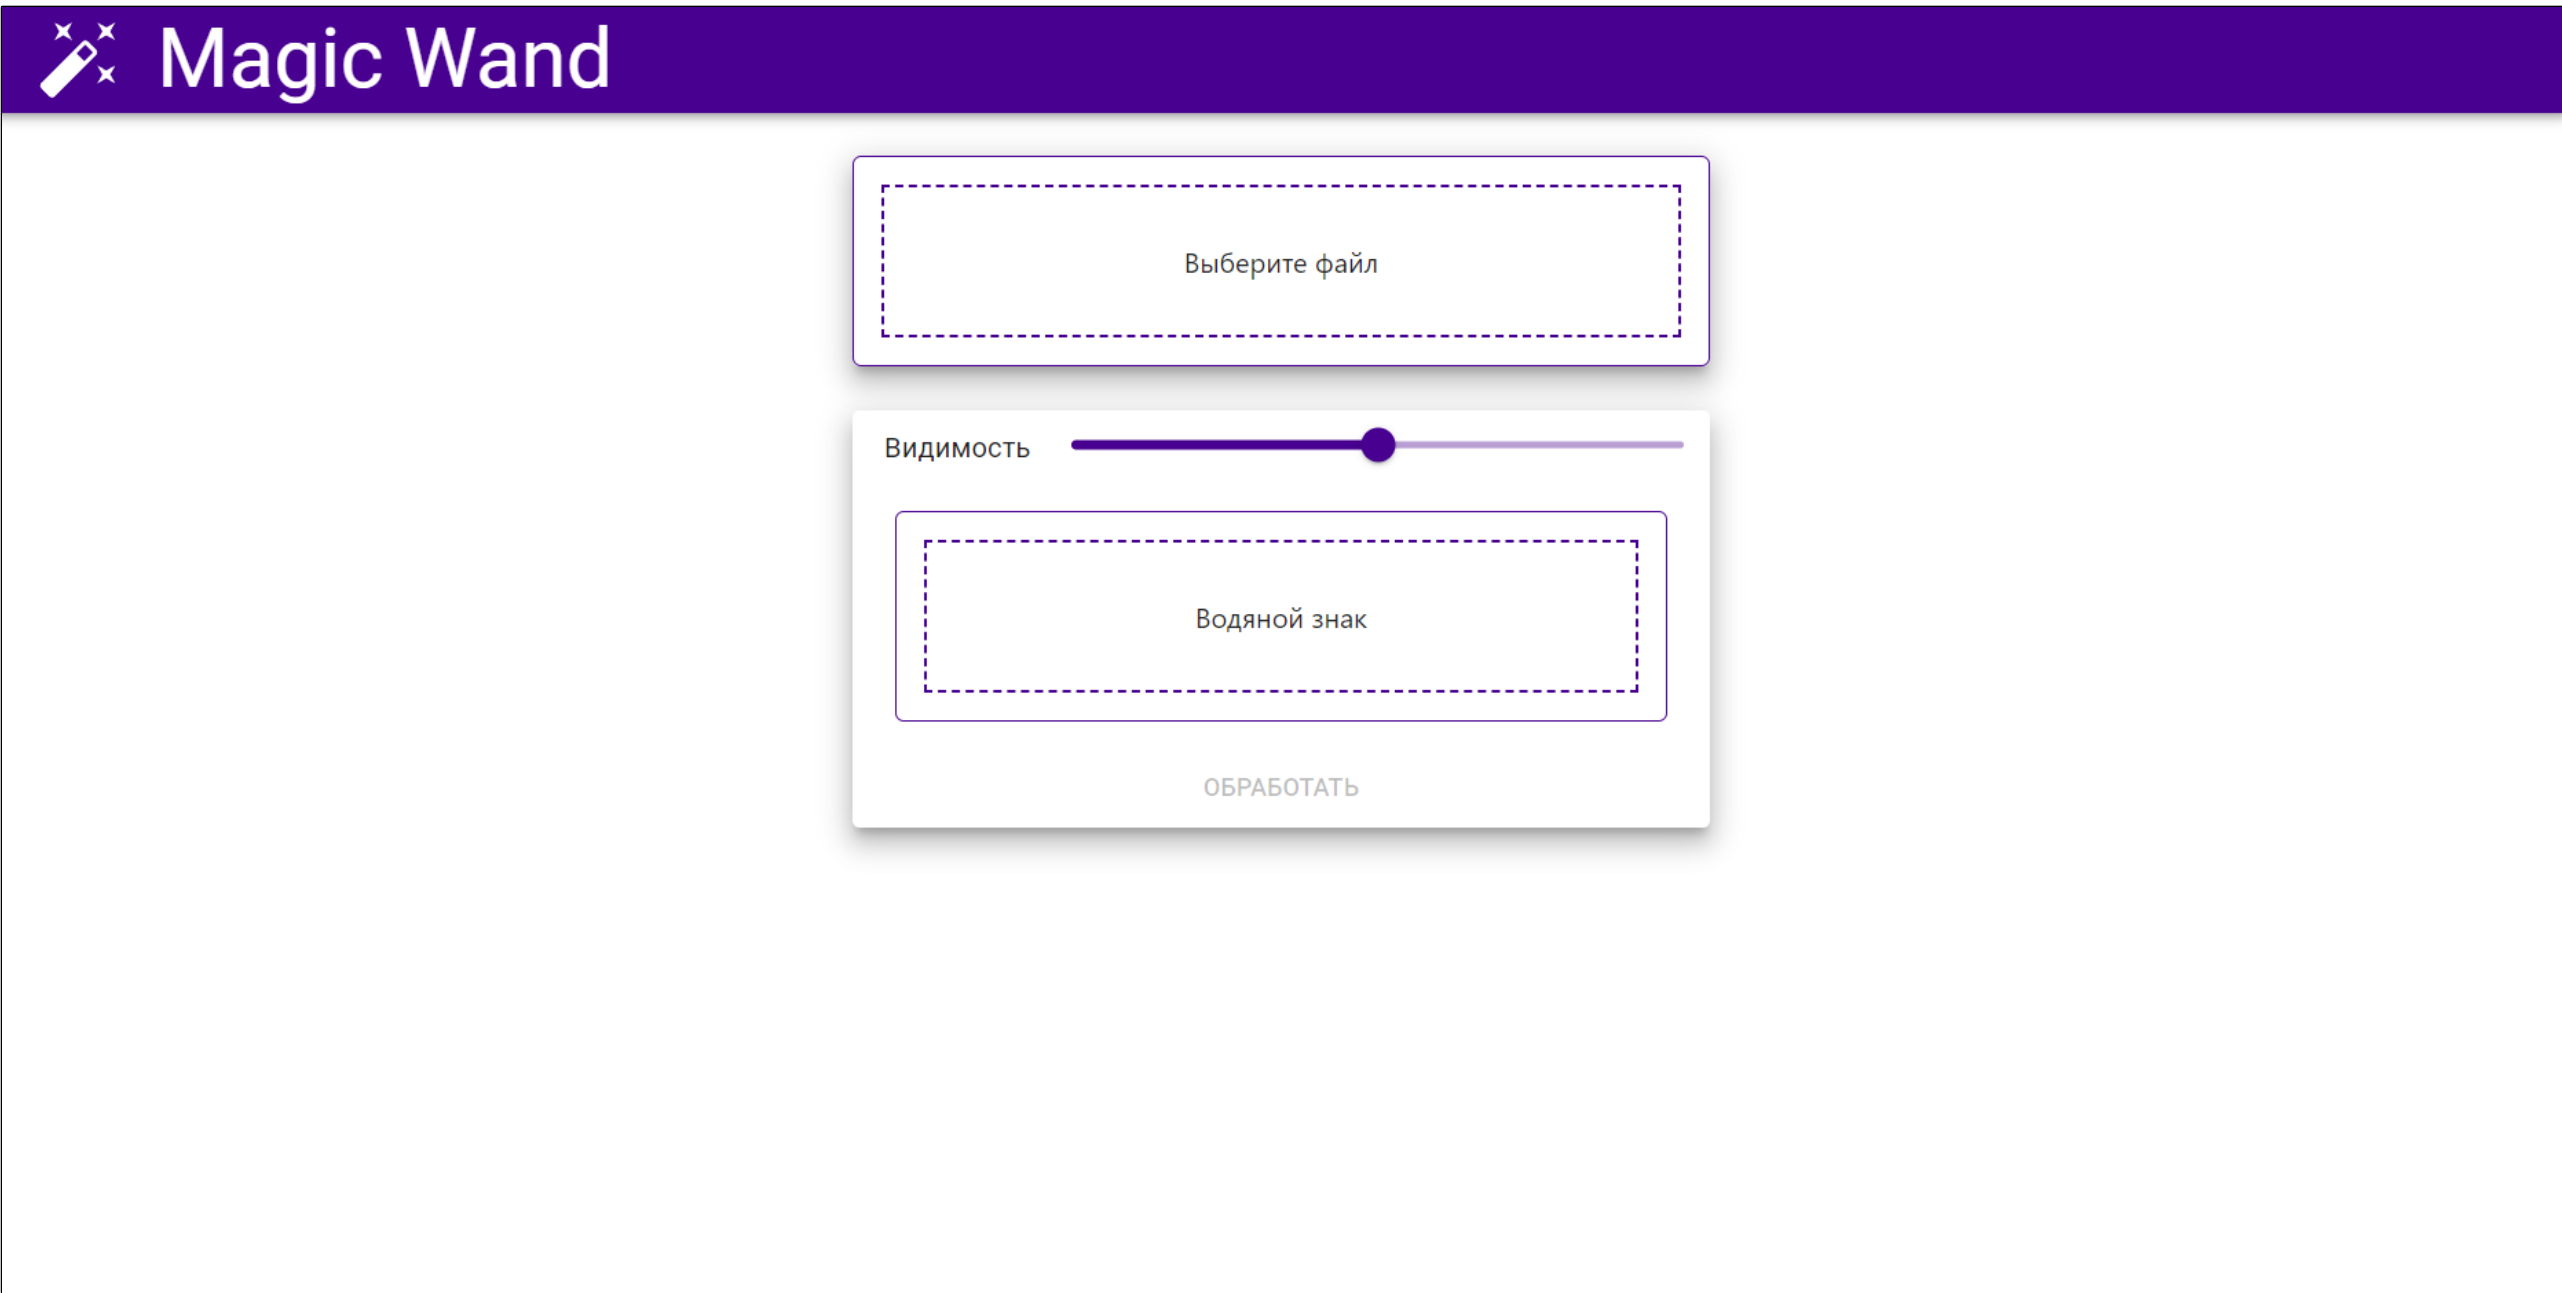 Magic Wand
Выберите файл
Видимость
Водяной знак
ОБРАБОТАТЬ